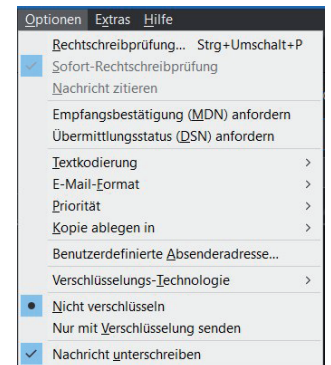 Optionen Extras Hilfe
Rechtschreibprüfung... Strg+Umschalt+P
Sofort-Rechtschreibprüfung
Nachricht zitieren
Empfangsbestätigung (MDN) anfordern
Übermittlungsstatus (DSN) anfordern
Textkodierung
E-Mail-Format
Priorität
Kopie ablegen in
Benutzerdefinierte Absenderadresse...
Verschlüsselungs-Technologie
Nicht verschlüsseln
Nur mit Verschlüsselung senden
Nachricht unterschreiben